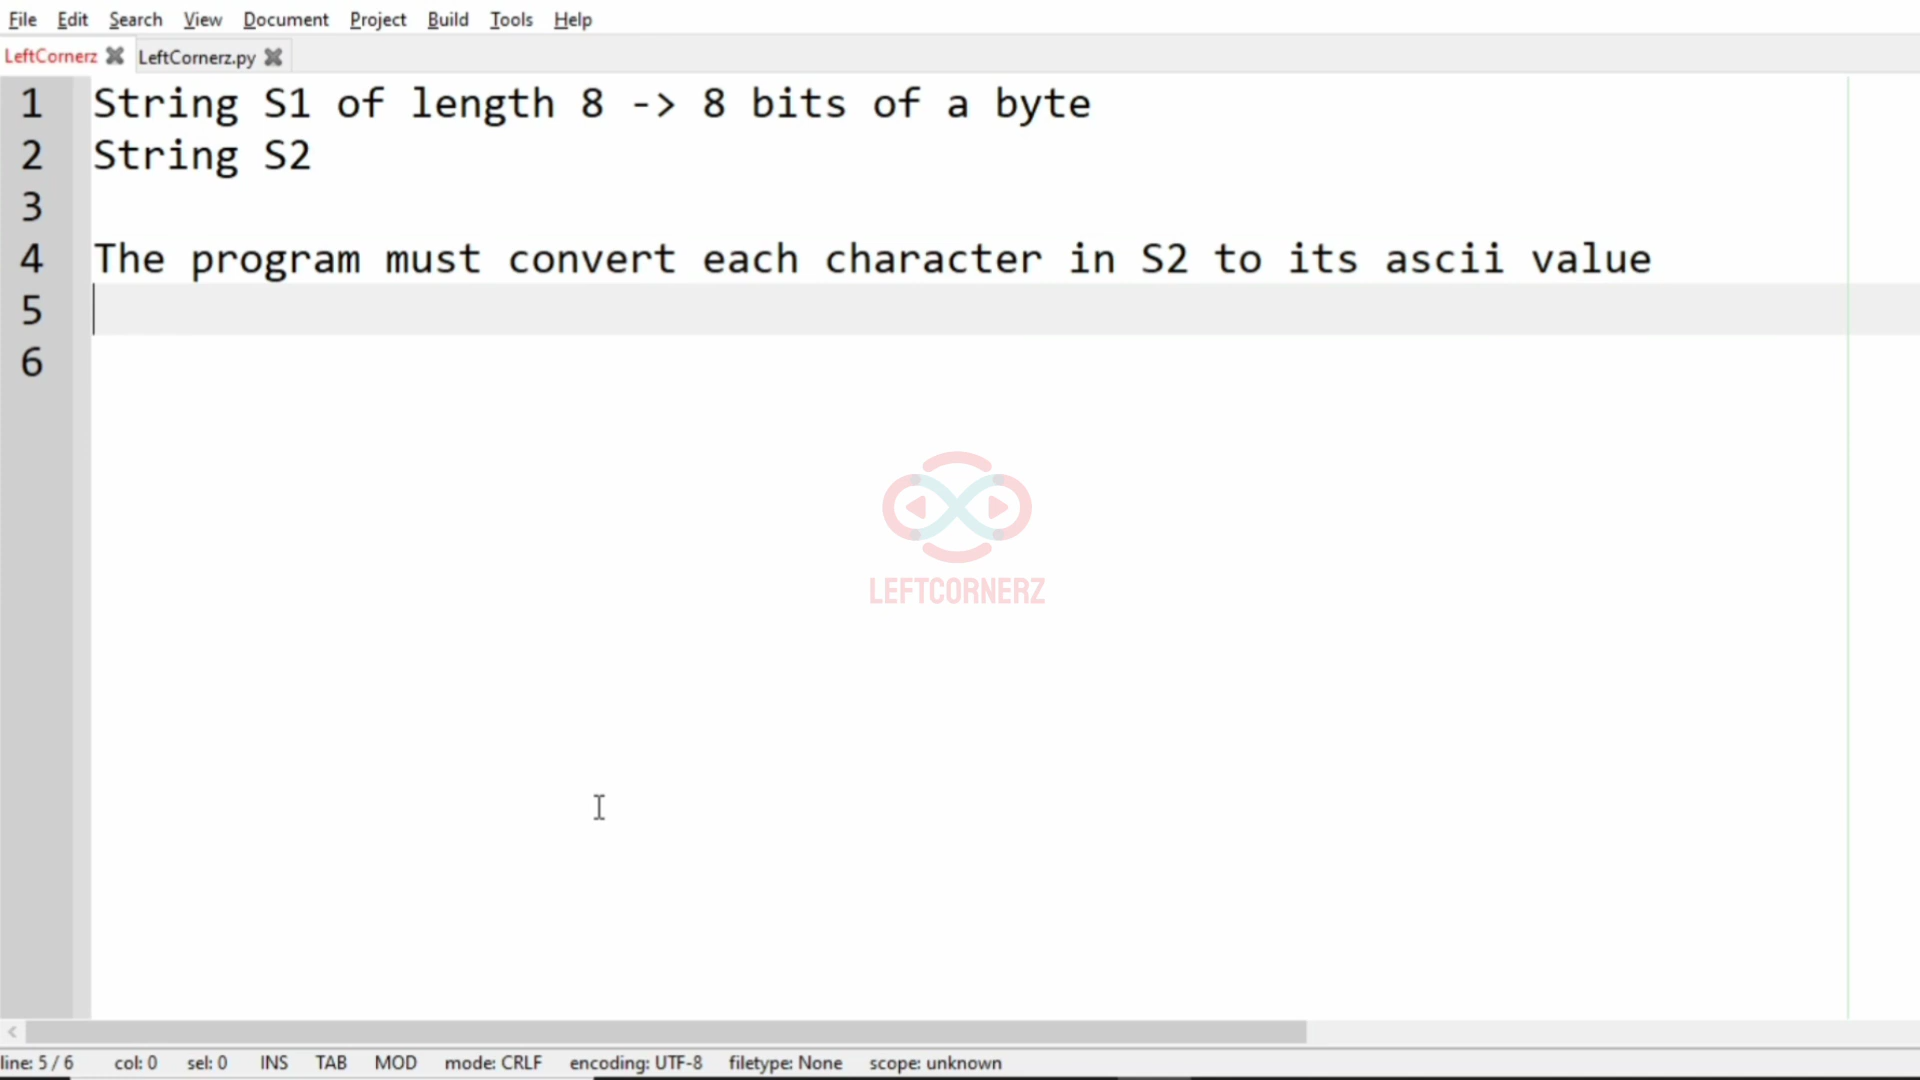 File Edit Search View Document Project Build Tools Help
LeftCornerz LeftCornerz.py
1 String S1 of length 8 -> 8 bits of a byte
2 String S2
3
4 The program must convert each character in S2 to its ascii value
5
6
LEFTCORNERZ
line: 5 / 6 col: 0 sel: 0 INS TAB MOD mode: CRLF encoding: UTF-8 filetype: None scope: unknown